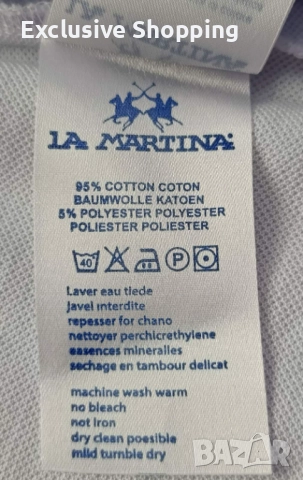 Exclusive Shopping
LA MARTINA
95% COTTON COTON
BAUMWOLLE KATOEN
5% POLYESTER POLYESTER
POLIESTER POLIESTER
40 P
Laver eau tiede
Javel interdite
repesser for chano
nettoyer perchicrethylene
easences mineralles
sechage en tambour delicat
machine wash warm
no bleach
not iron
dry clean poesible
mild tumble dry
BAZAR